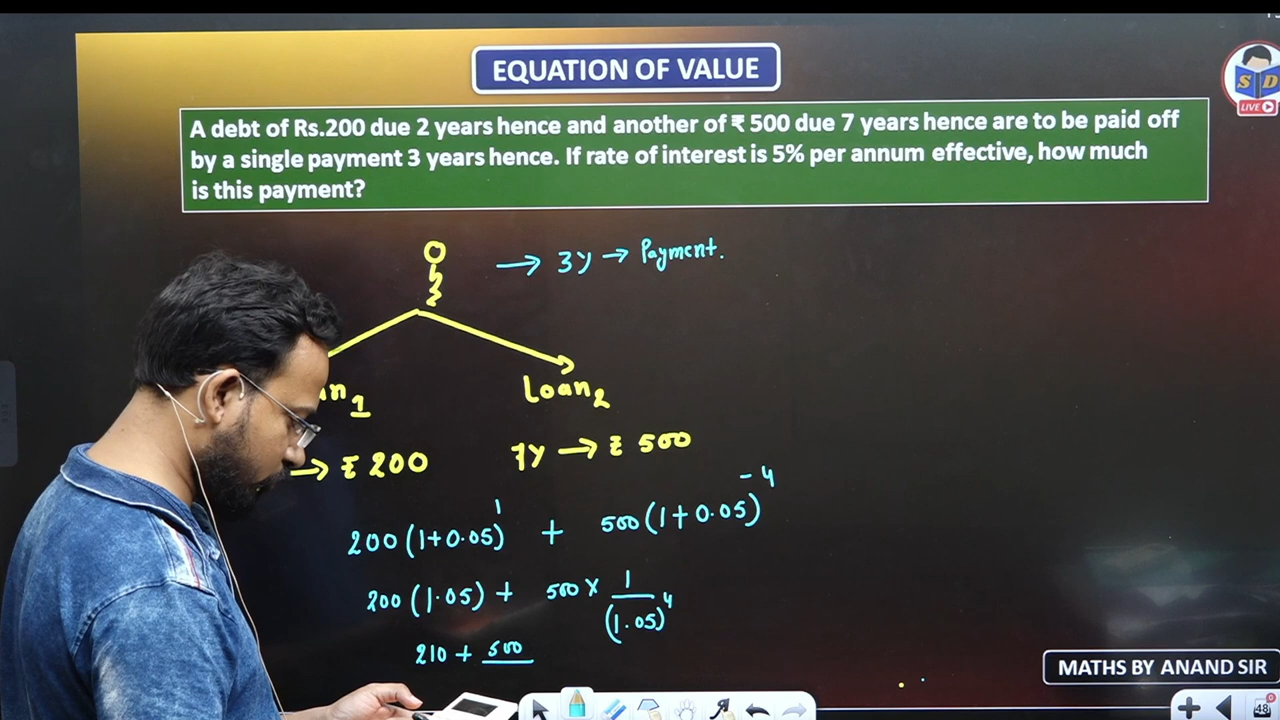 EQUATION OF VALUE
S D
LIVE
A debt of Rs.200 due 2 years hence and another of ₹ 500 due 7 years hence are to be paid off
by a single payment 3 years hence. If rate of interest is 5% per annum effective, how much
is this payment?
→ 3y → Payment.
n₁
Loan₂
→ ₹ 200
7y → ₹ 500
200(1+0.05)¹ + 500(1+0.05)⁻⁴
200(1.05) + 500 × 1/(1.05)⁴
210 + 500
MATHS BY ANAND SIR
48